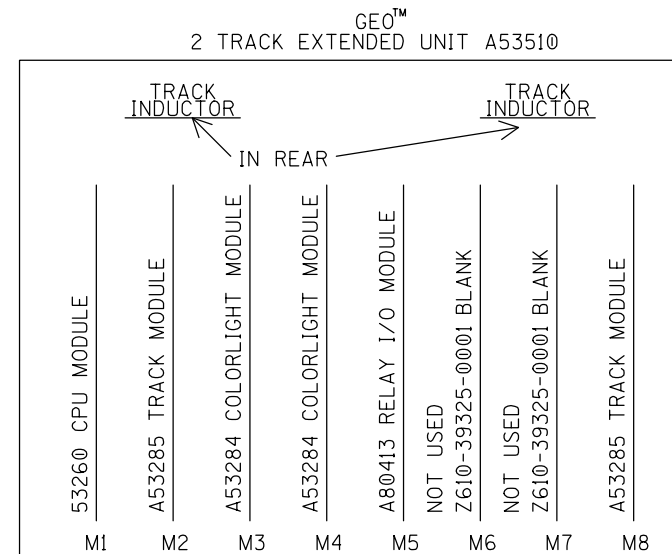 GEO™
2 TRACK EXTENDED UNIT A53510
TRACK
INDUCTOR
TRACK
INDUCTOR
IN REAR
53260 CPU MODULE
A53285 TRACK MODULE
A53284 COLORLIGHT MODULE
A53284 COLORLIGHT MODULE
A80413 RELAY I/O MODULE
NOT USED
Z610-39325-0001 BLANK
NOT USED
Z610-39325-0001 BLANK
A53285 TRACK MODULE
M1 M2 M3 M4 M5 M6 M7 M8